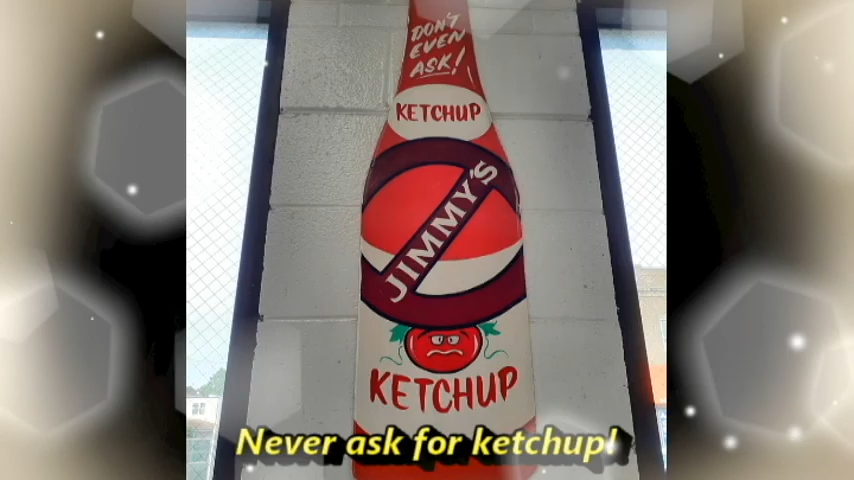 DON'T
EVEN
ASK!
KETCHUP
JIMMY'S
KETCHUP
Never ask for ketchup!